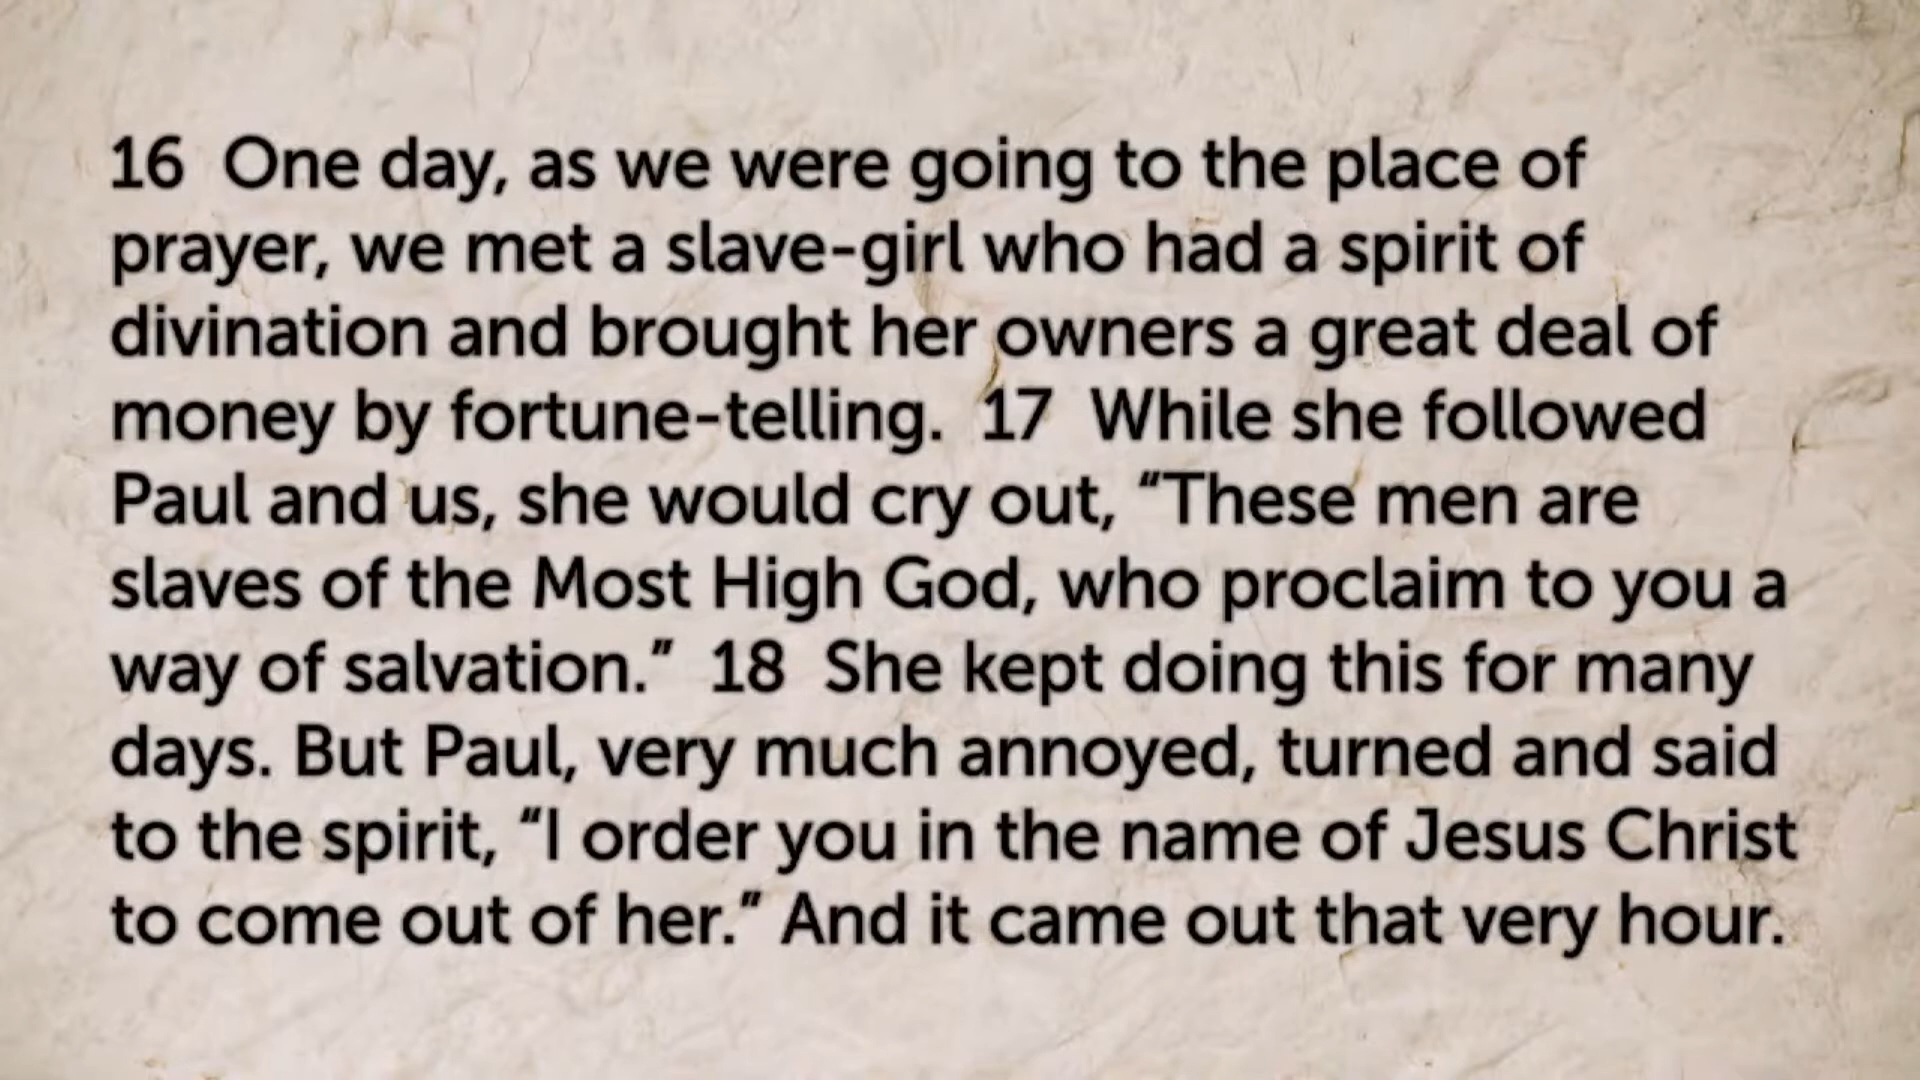 16  One day, as we were going to the place of
prayer, we met a slave-girl who had a spirit of
divination and brought her owners a great deal of
money by fortune-telling.  17  While she followed
Paul and us, she would cry out, “These men are
slaves of the Most High God, who proclaim to you a
way of salvation.”  18  She kept doing this for many
days. But Paul, very much annoyed, turned and said
to the spirit, “I order you in the name of Jesus Christ
to come out of her.” And it came out that very hour.